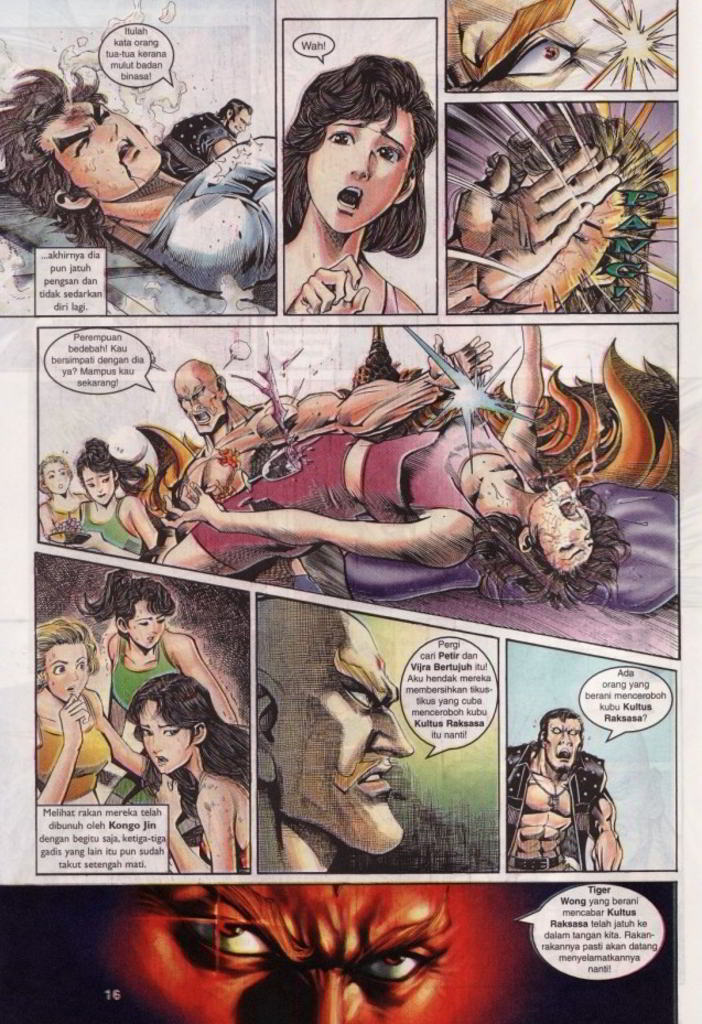 Itulah
kata orang
tua-tua kerana
mulut badan
binasa!
...akhirnya dia
pun jatuh
pengsan dan
tidak sedarkan
diri lagi.
Wah!
PANG!
Perempuan
bedebah! Kau
bersimpati dengan dia
ya? Mampus kau
sekarang!
Melihat rakan mereka telah
dibunuh oleh Kongo Jin
dengan begitu saja, ketiga-tiga
gadis yang lain itu pun sudah
takut setengah mati.
Pergi
cari Petir dan
Vijra Bertujuh itu!
Aku hendak mereka
membersihkan tikus-
tikus yang cuba
menceroboh kubu
Kultus Raksasa
itu nanti!
Ada
orang yang
berani menceroboh
kubu Kultus
Raksasa?
Tiger
Wong yang berani
mencabar Kultus
Raksasa telah jatuh ke
dalam tangan kita. Rakan-
rakannya pasti akan datang
menyelamatkannya
nanti!
16